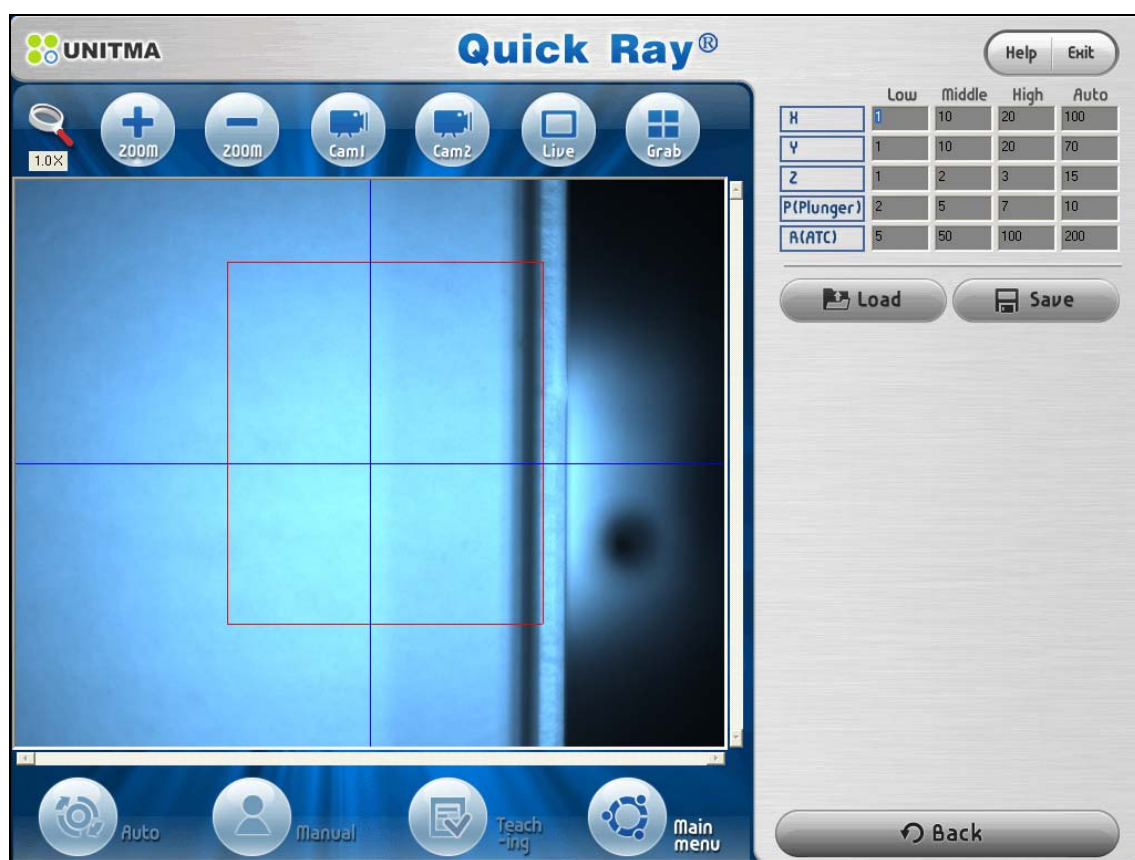 UNITMA
Quick Ray®
Help Exit
1.0X
ZOOM
ZOOM
Cam1
Cam2
Live
Grab
Low Middle High Auto
X 1 10 20 100
Y 1 10 20 70
Z 1 2 3 15
P(Plunger) 2 5 7 10
A(ATC) 5 50 100 200
Load
Save
Auto
Manual
Teach
-ing
Main
menu
Back